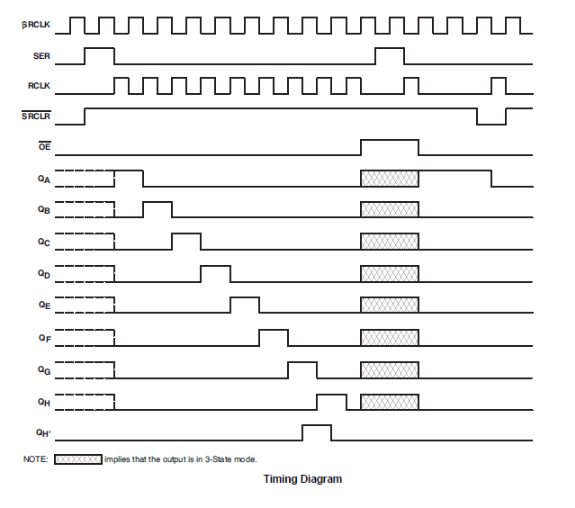 SRCLK
SER
RCLK
SRCLR
OE
QA
QB
QC
QD
QE
QF
QG
QH
QH'
NOTE: implies that the output is in 3-State mode.
Timing Diagram